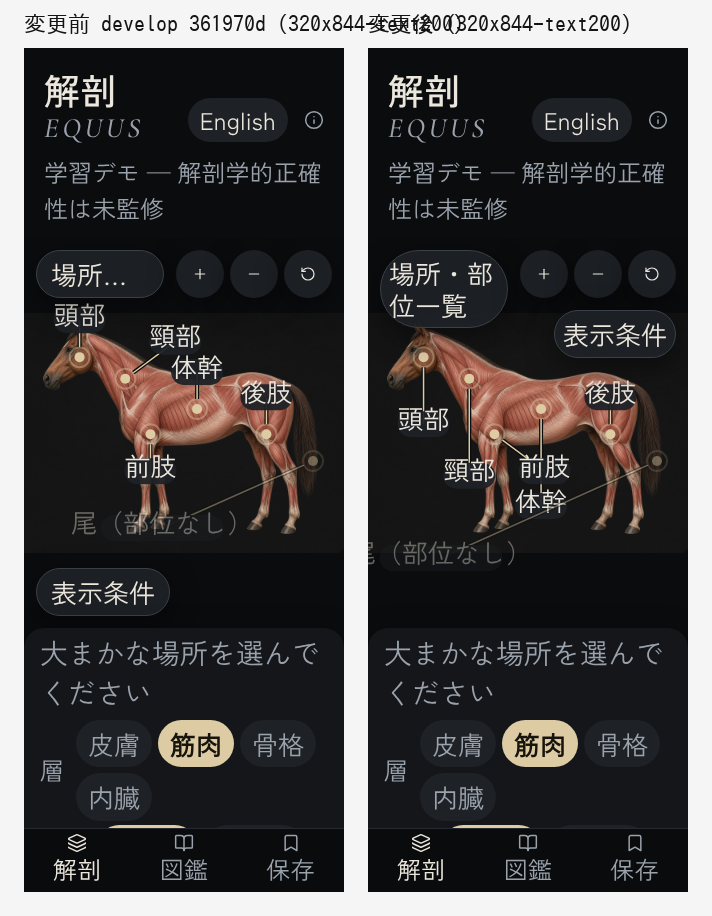 変更前 develop 361970d (320x844-text200)
変更後 (320x844-text200)
解剖
EQUUS
English
学習デモ — 解剖学的正確
性は未監修
場所…
頭部
頸部
体幹
後肢
前肢
尾（部位なし）
表示条件
大まかな場所を選んで
ください
層
皮膚
筋肉
骨格
内臓
解剖
図鑑
保存
解剖
EQUUS
English
学習デモ — 解剖学的正確
性は未監修
場所・部
位一覧
表示条件
後肢
頭部
頸部
前肢
体幹
尾（部位なし）
大まかな場所を選んで
ください
層
皮膚
筋肉
骨格
内臓
解剖
図鑑
保存